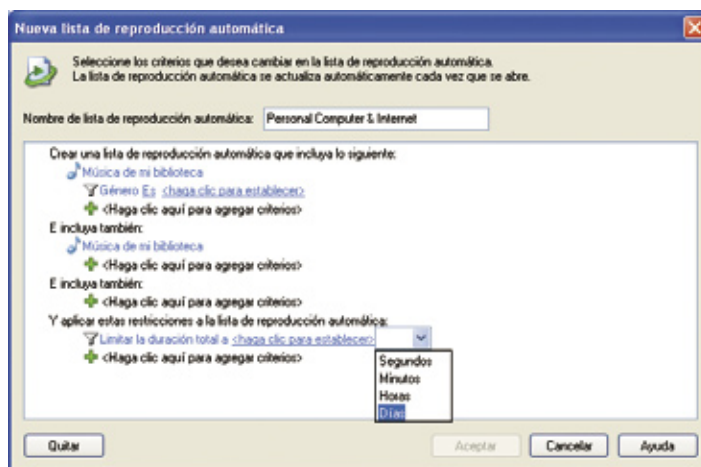 Nueva lista de reproducción automática
Seleccione los criterios que desea cambiar en la lista de reproducción automática.
La lista de reproducción automática se actualiza automáticamente cada vez que se abre.
Nombre de lista de reproducción automática: Personal Computer & Internet
Crear una lista de reproducción automática que incluya lo siguiente:
Música de mi biblioteca
Género Es <haga clic para establecer>
<Haga clic aquí para agregar criterios>
E incluya también:
Música de mi biblioteca
<Haga clic aquí para agregar criterios>
E incluya también:
<Haga clic aquí para agregar criterios>
Y aplicar estas restricciones a la lista de reproducción automática:
Limitar la duración total a <haga clic para establecer>
<Haga clic aquí para agregar criterios>
Segundos
Minutos
Horas
Días
Quitar Aceptar Cancelar Ayuda